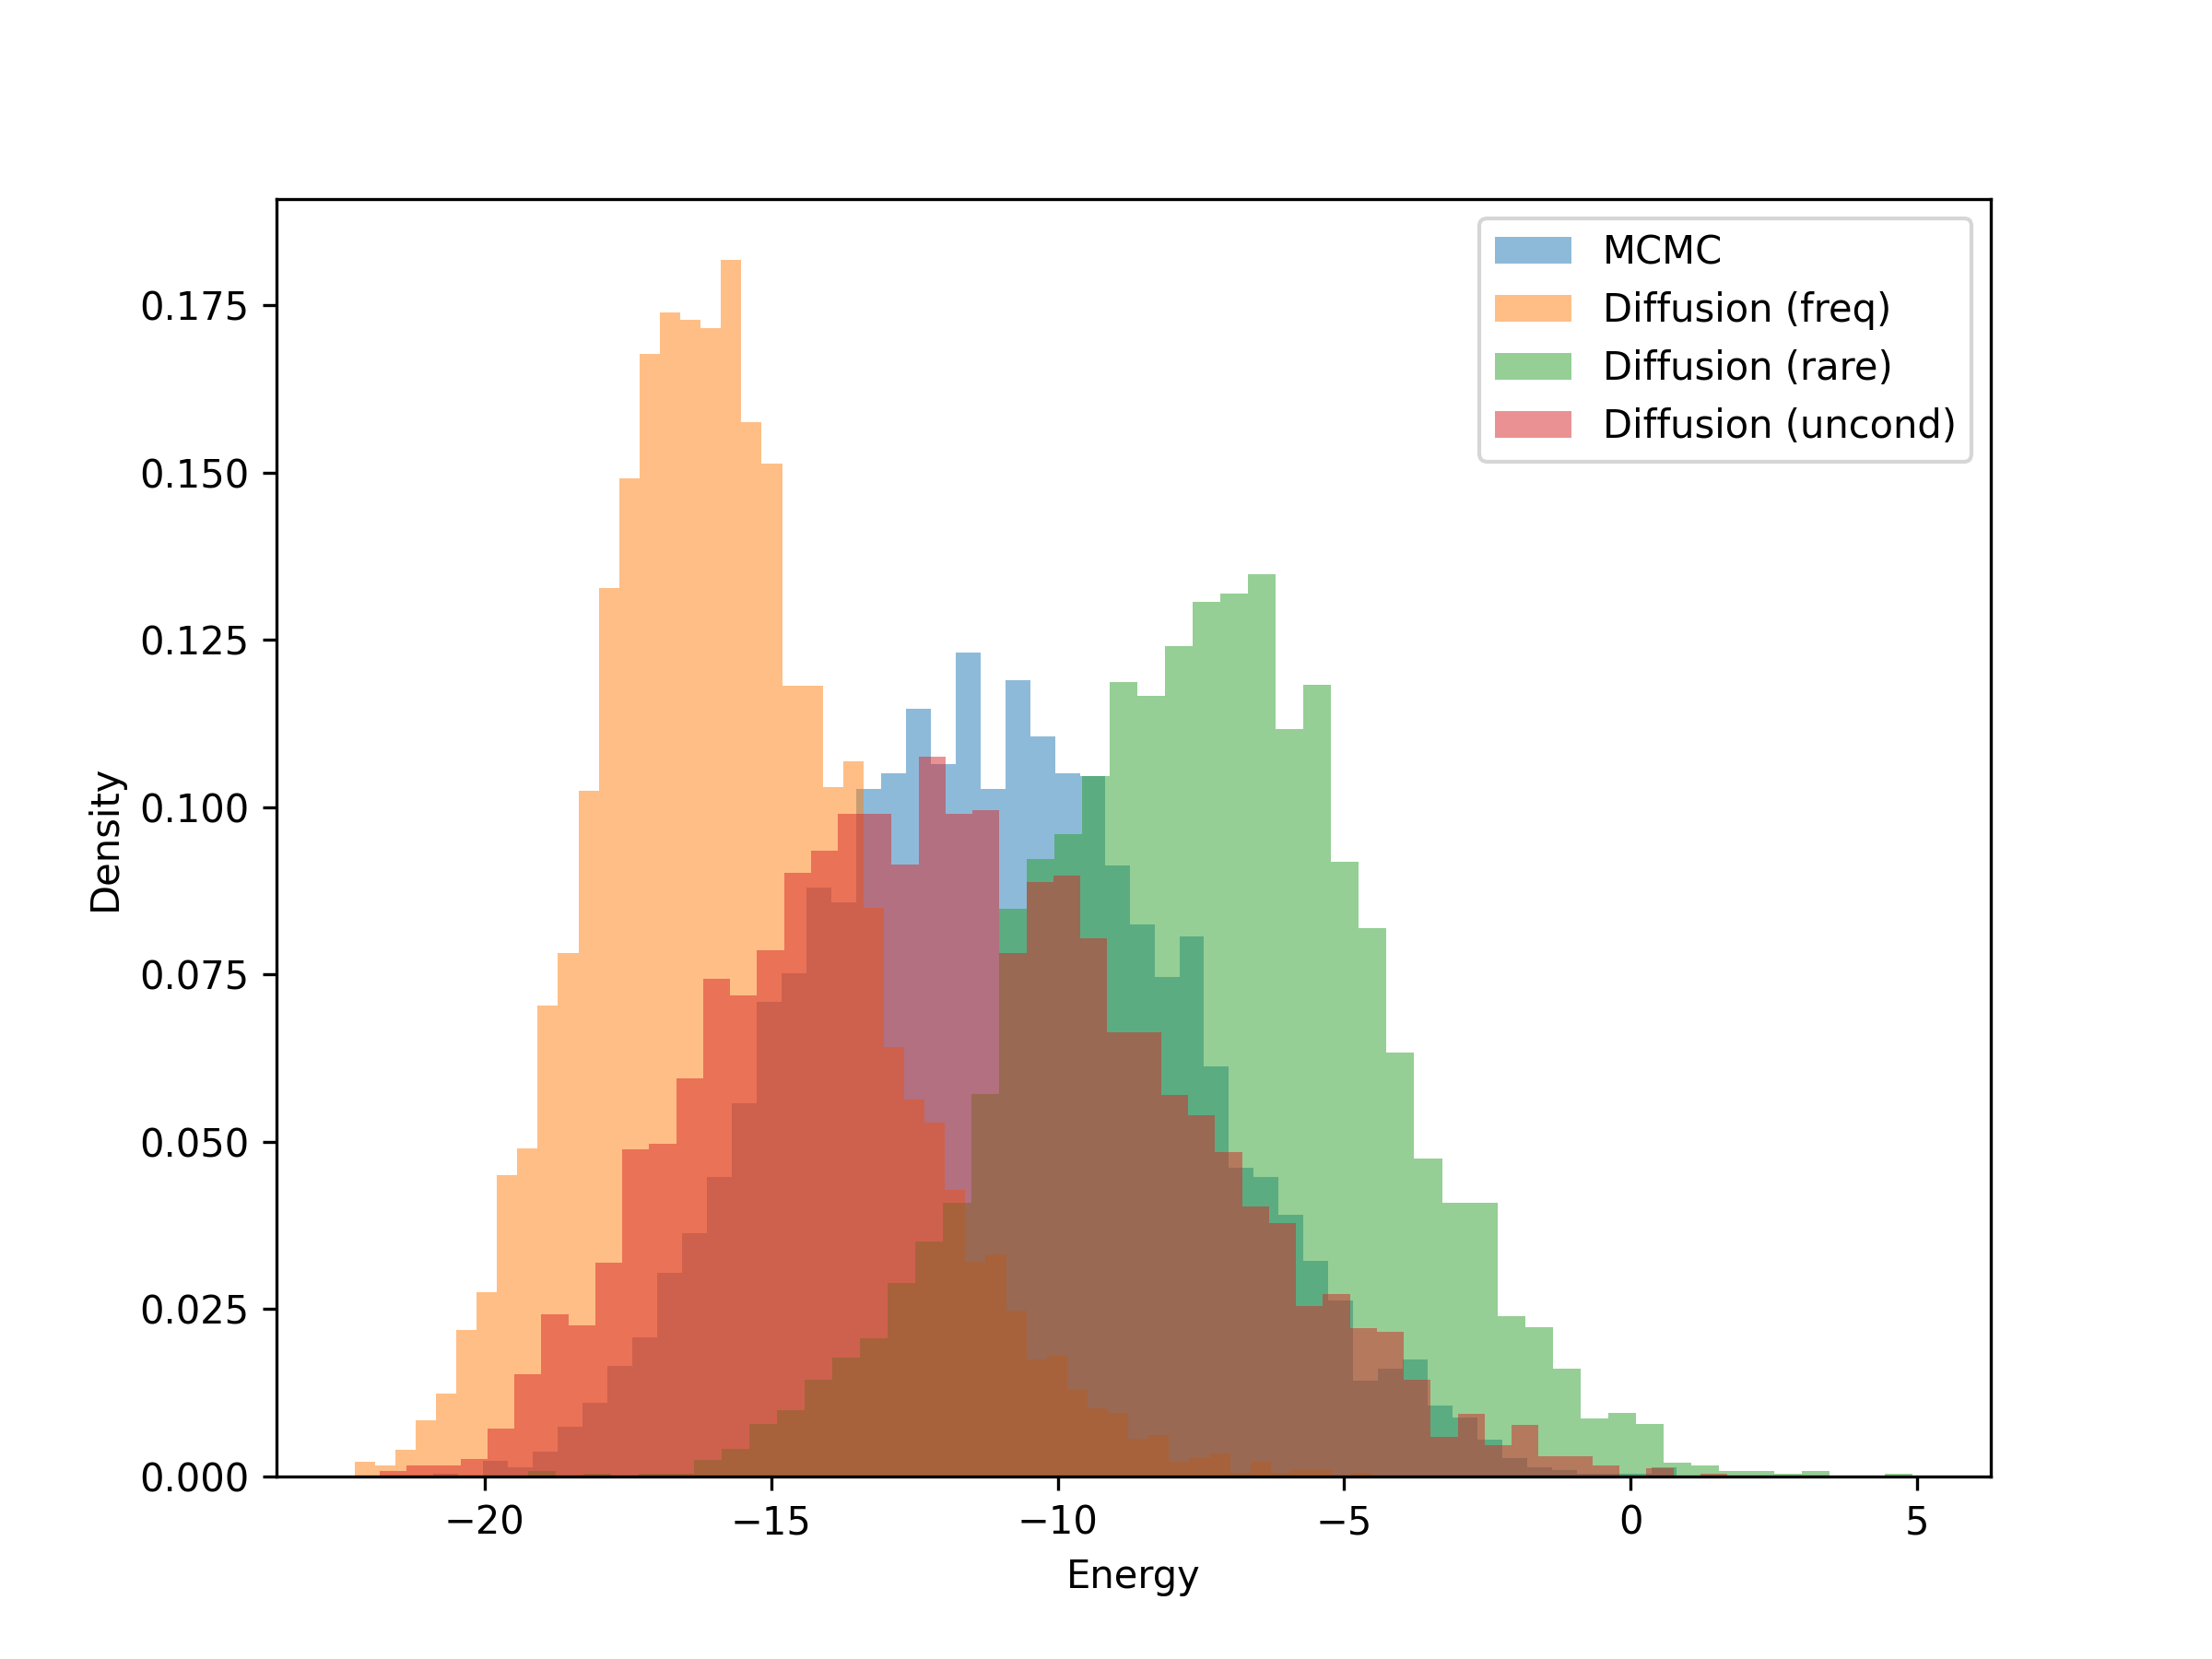 MCMC
Diffusion (freq)
Diffusion (rare)
Diffusion (uncond)
0.175
0.150
0.125
0.100
0.075
0.050
0.025
0.000
Density
−20 −15 −10 −5 0 5
Energy